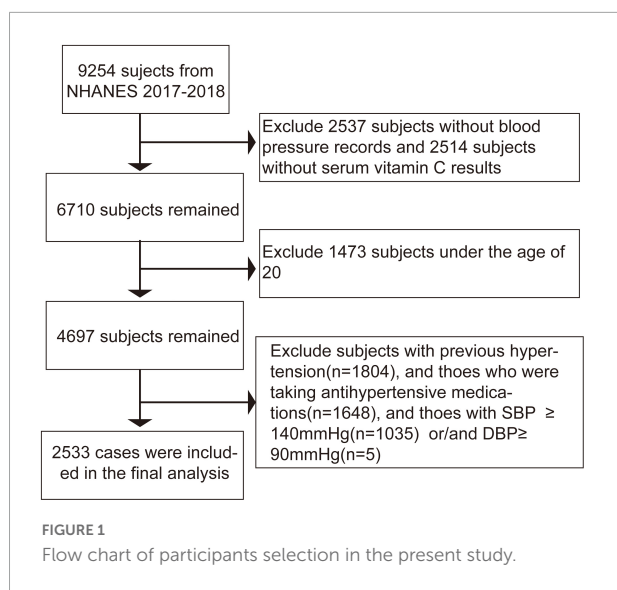 9254 sujects from
NHANES 2017-2018
Exclude 2537 subjects without blood
pressure records and 2514 subjects
without serum vitamin C results
6710 subjects remained
Exclude 1473 subjects under the age of
20
4697 subjects remained
Exclude subjects with previous hyper-
tension(n=1804), and thoes who were
taking antihypertensive medica-
tions(n=1648), and thoes with SBP ≥
140mmHg(n=1035) or/and DBP≥
90mmHg(n=5)
2533 cases were includ-
ed in the final analysis
FIGURE 1
Flow chart of participants selection in the present study.